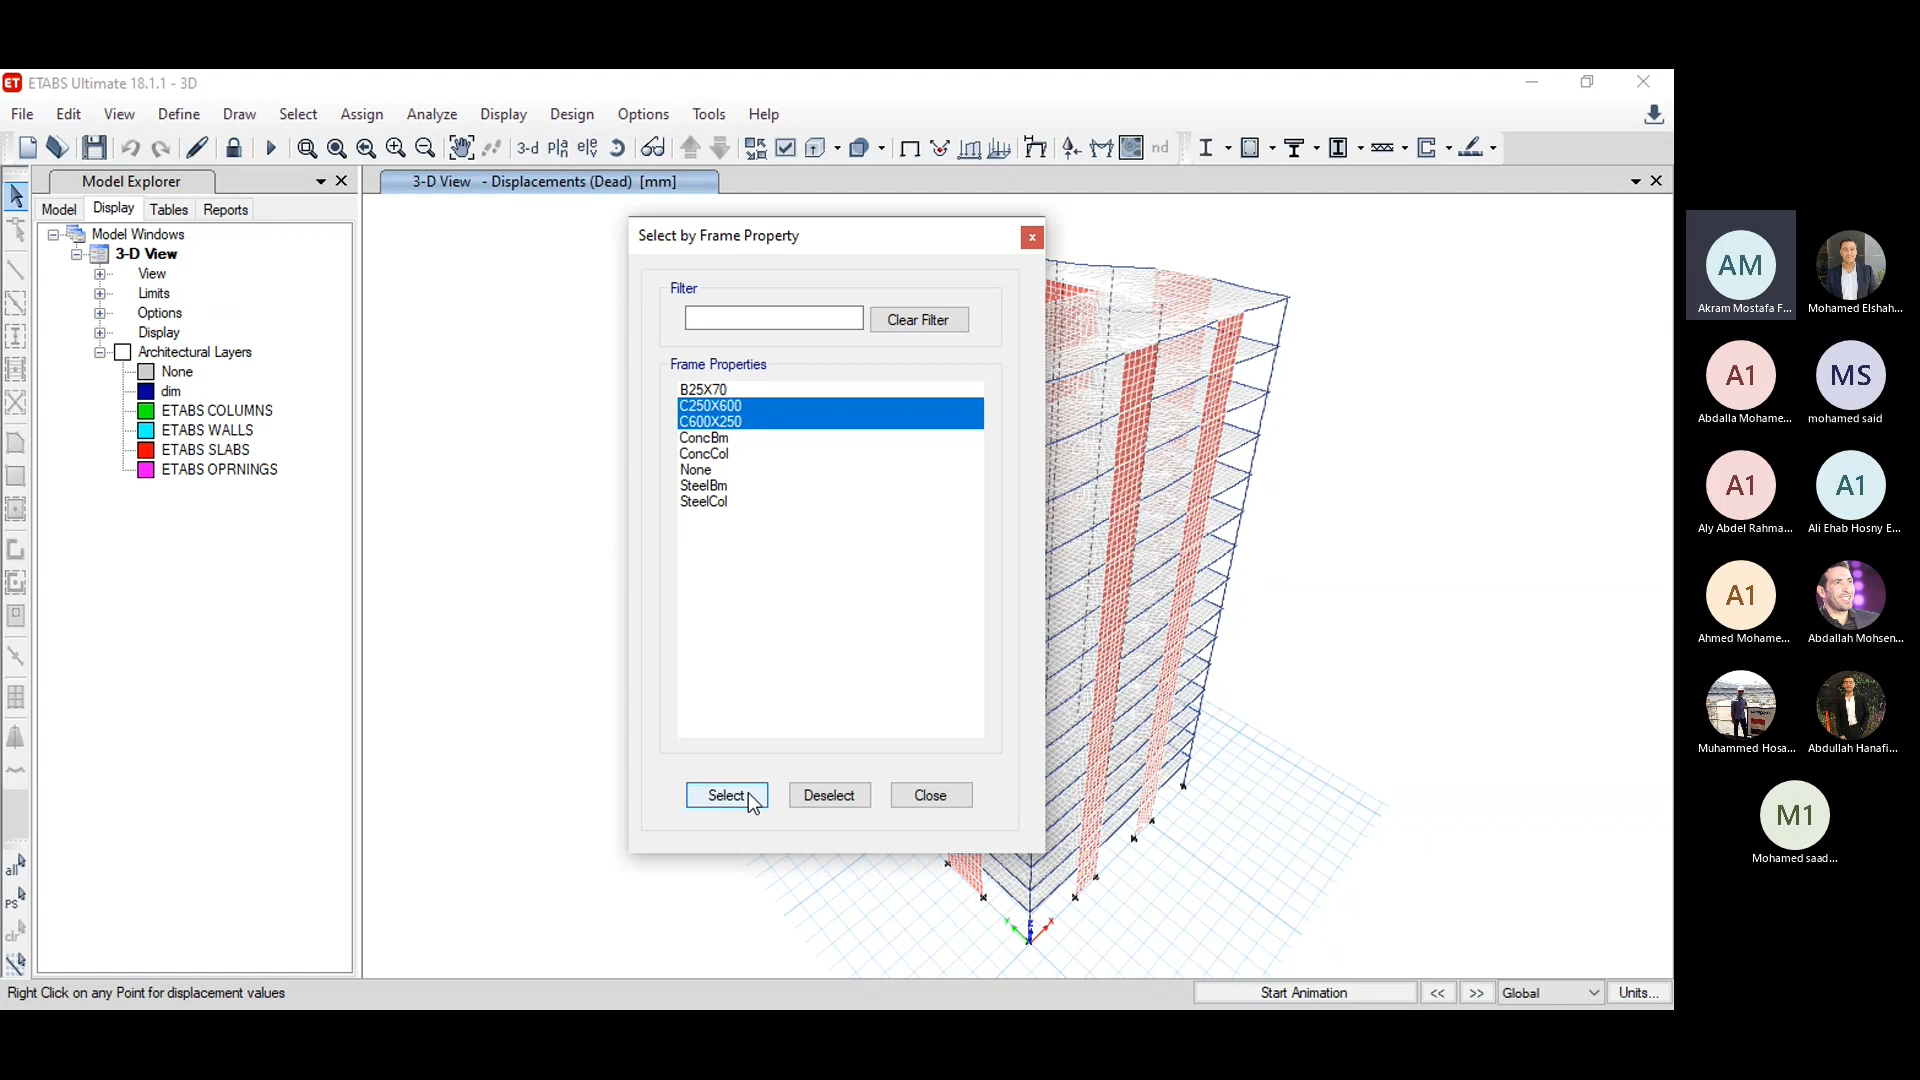 ET ETABS Ultimate 18.1.1 - 3D
File Edit View Define Draw Select Assign Analyze Display Design Options Tools Help
3-d Pla ele nd
Model Explorer
3-D View - Displacements (Dead) [mm]
Model Display Tables Reports
Model Windows
3-D View
View
Limits
Options
Display
Architectural Layers
None
dim
ETABS COLUMNS
ETABS WALLS
ETABS SLABS
ETABS OPRNINGS
all
PS
clr
Select by Frame Property
x
Filter
Clear Filter
Frame Properties
B25X70
C250X600
C600X250
ConcBm
ConcCol
None
SteelBm
SteelCol
Select Deselect Close
Y Z X
Right Click on any Point for displacement values
Start Animation << >> Global Units...
AM
Akram Mostafa F... Mohamed Elshah...
A1 MS
Abdalla Mohame... mohamed said
A1 A1
Aly Abdel Rahma... Ali Ehab Hosny E...
A1
Ahmed Mohame... Abdallah Mohsen...
Muhammed Hosa... Abdullah Hanafi...
M1
Mohamed saad...